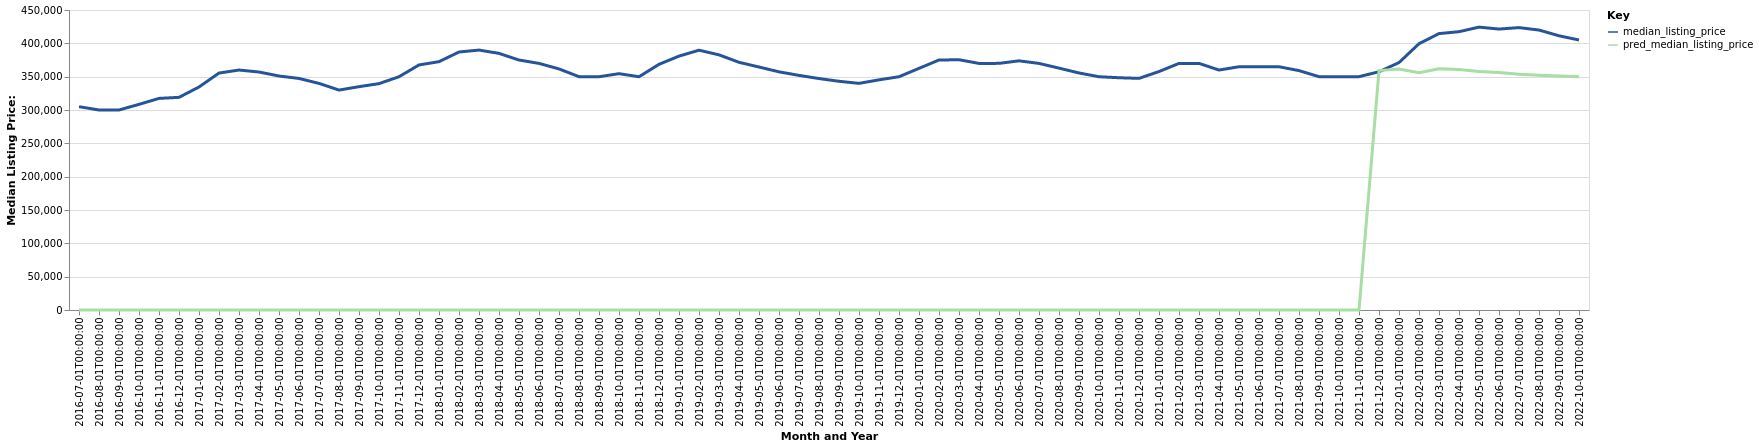 Median Listing Price:
450,000
400,000
350,000
300,000
250,000
200,000
150,000
100,000
50,000
0
2016-07-01T00:00:00
2016-08-01T00:00:00
2016-09-01T00:00:00
2016-10-01T00:00:00
2016-11-01T00:00:00
2016-12-01T00:00:00
2017-01-01T00:00:00
2017-02-01T00:00:00
2017-03-01T00:00:00
2017-04-01T00:00:00
2017-05-01T00:00:00
2017-06-01T00:00:00
2017-07-01T00:00:00
2017-08-01T00:00:00
2017-09-01T00:00:00
2017-10-01T00:00:00
2017-11-01T00:00:00
2017-12-01T00:00:00
2018-01-01T00:00:00
2018-02-01T00:00:00
2018-03-01T00:00:00
2018-04-01T00:00:00
2018-05-01T00:00:00
2018-06-01T00:00:00
2018-07-01T00:00:00
2018-08-01T00:00:00
2018-09-01T00:00:00
2018-10-01T00:00:00
2018-11-01T00:00:00
2018-12-01T00:00:00
2019-01-01T00:00:00
2019-02-01T00:00:00
2019-03-01T00:00:00
2019-04-01T00:00:00
2019-05-01T00:00:00
2019-07-01T00:00:00
2019-08-01T00:00:00
2019-09-01T00:00:00
2019-10-01T00:00:00
2019-11-01T00:00:00
2019-12-01T00:00:00
2020-01-01T00:00:00
2020-02-01T00:00:00
2020-03-01T00:00:00
2020-04-01T00:00:00
2020-05-01T00:00:00
2020-06-01T00:00:00
2020-07-01T00:00:00
2020-08-01T00:00:00
2020-09-01T00:00:00
2020-10-01T00:00:00
2020-11-01T00:00:00
2020-12-01T00:00:00
2021-01-01T00:00:00
2021-02-01T00:00:00
2021-03-01T00:00:00
2021-04-01T00:00:00
2021-05-01T00:00:00
2021-06-01T00:00:00
2021-07-01T00:00:00
2021-08-01T00:00:00
2021-09-01T00:00:00
2021-10-01T00:00:00
2021-11-01T00:00:00
2021-12-01T00:00:00
2022-01-01T00:00:00
2022-02-01T00:00:00
2022-03-01T00:00:00
2022-04-01T00:00:00
2022-05-01T00:00:00
2022-06-01T00:00:00
2022-07-01T00:00:00
2022-08-01T00:00:00
2022-09-01T00:00:00
2022-10-01T00:00:00
Month and Year
Key
median_listing_price
pred_median_listing_price